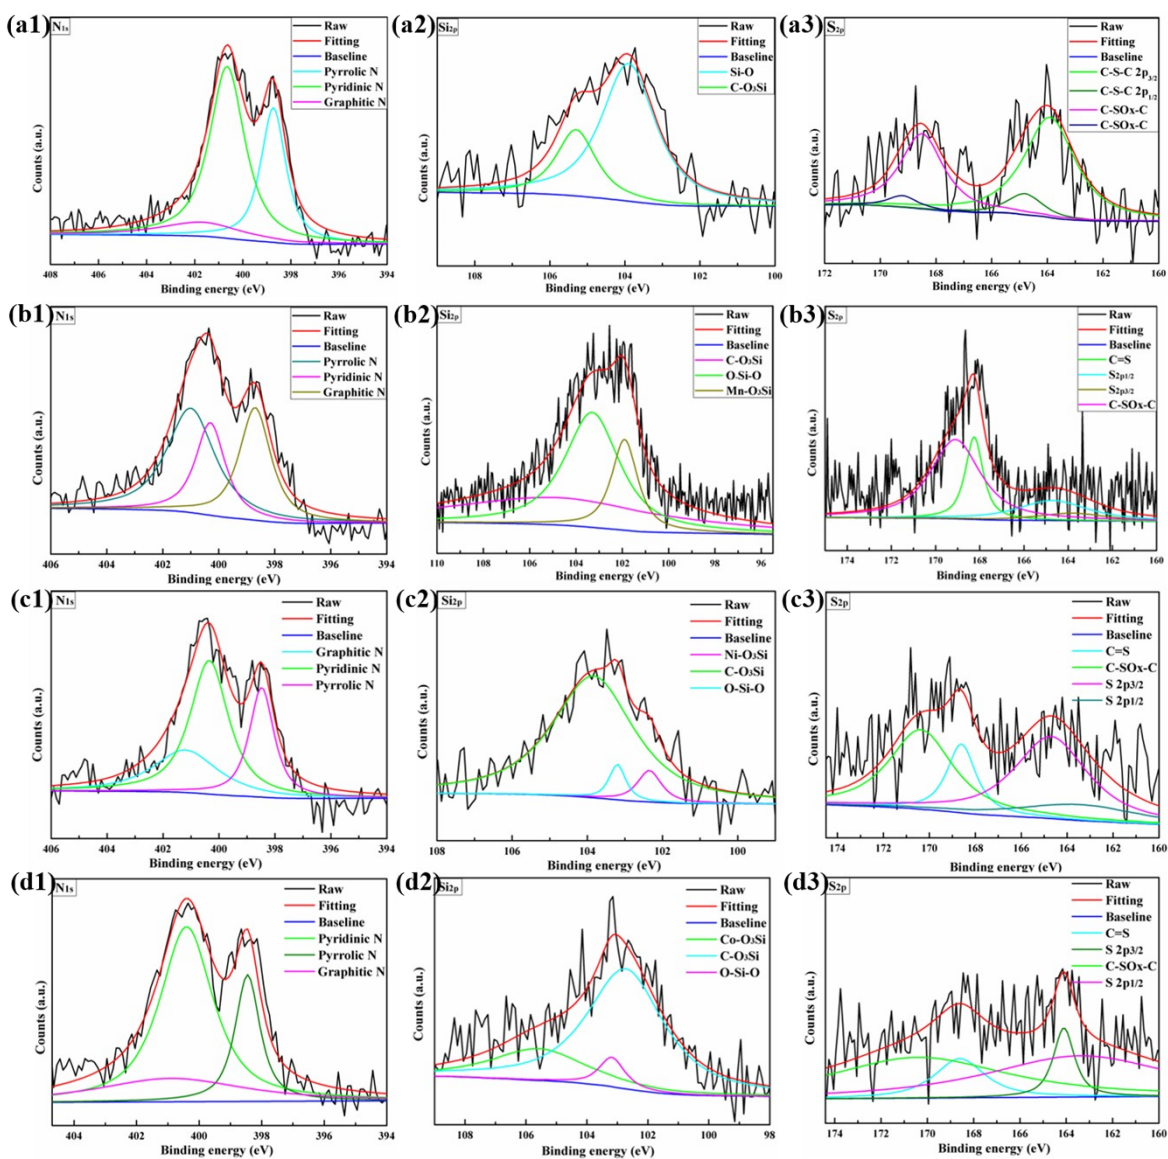 (a1)
N1s
Raw
Fitting
Baseline
Pyrrolic N
Pyridinic N
Graphitic N
Counts (a.u.)
408 406 404 402 400 398 396 394
Binding energy (eV)
(a2)
Si2p
Raw
Fitting
Baseline
Si-O
C-O3Si
Counts (a.u.)
108 106 104 102 100
Binding energy (eV)
(a3)
S2p
Raw
Fitting
C-S-C 2p3/2
C-S-C 2p1/2
C-SOx-C
C-SOx-C
Counts (a.u.)
172 170 168 166 164 162 160
Binding energy (eV)
(b1)
N1s
Raw
Fitting
Baseline
Pyrrolic N
Pyridinic N
Graphitic N
Counts (a.u.)
406 404 402 400 398 396 394
Binding energy (eV)
(b2)
Si2p
Raw
Fitting
Baseline
C-O3Si
O-Si-O
Mn-O3Si
Counts (a.u.)
110 108 106 104 102 100 98 96
Binding energy (eV)
(b3)
S2p
Raw
Fitting
Baseline
C=S
S2p1/2
S2p3/2
C-SOx-C
Counts (a.u.)
174 172 170 168 166 164 162 160
Binding energy (eV)
(c1)
N1s
Raw
Fitting
Baseline
Graphitic N
Pyridinic N
Pyrrolic N
Counts (a.u.)
406 404 402 400 398 396 394
Binding energy (eV)
(c2)
Si2p
Raw
Fitting
Baseline
Ni-O3Si
C-O3Si
O-Si-O
Counts (a.u.)
108 106 104 102 100
Binding energy (eV)
(c3)
S2p
Raw
Fitting
Baseline
C=S
C-SOx-C
S 2p3/2
S 2p1/2
Counts (a.u.)
174 172 170 168 166 164 162 160
Binding energy (eV)
(d1)
N1s
Raw
Fitting
Baseline
Pyridinic N
Pyrrolic N
Graphitic N
Counts (a.u.)
404 402 400 398 396 394
Binding energy (eV)
(d2)
Si2p
Raw
Fitting
Baseline
Co-O3Si
C-O3Si
O-Si-O
Counts (a.u.)
108 106 104 102 100 98
Binding energy (eV)
(d3)
S2p
Raw
Fitting
Baseline
C=S
S 2p3/2
C-SOx-C
S 2p1/2
Counts (a.u.)
174 172 170 168 166 164 162 160
Binding energy (eV)